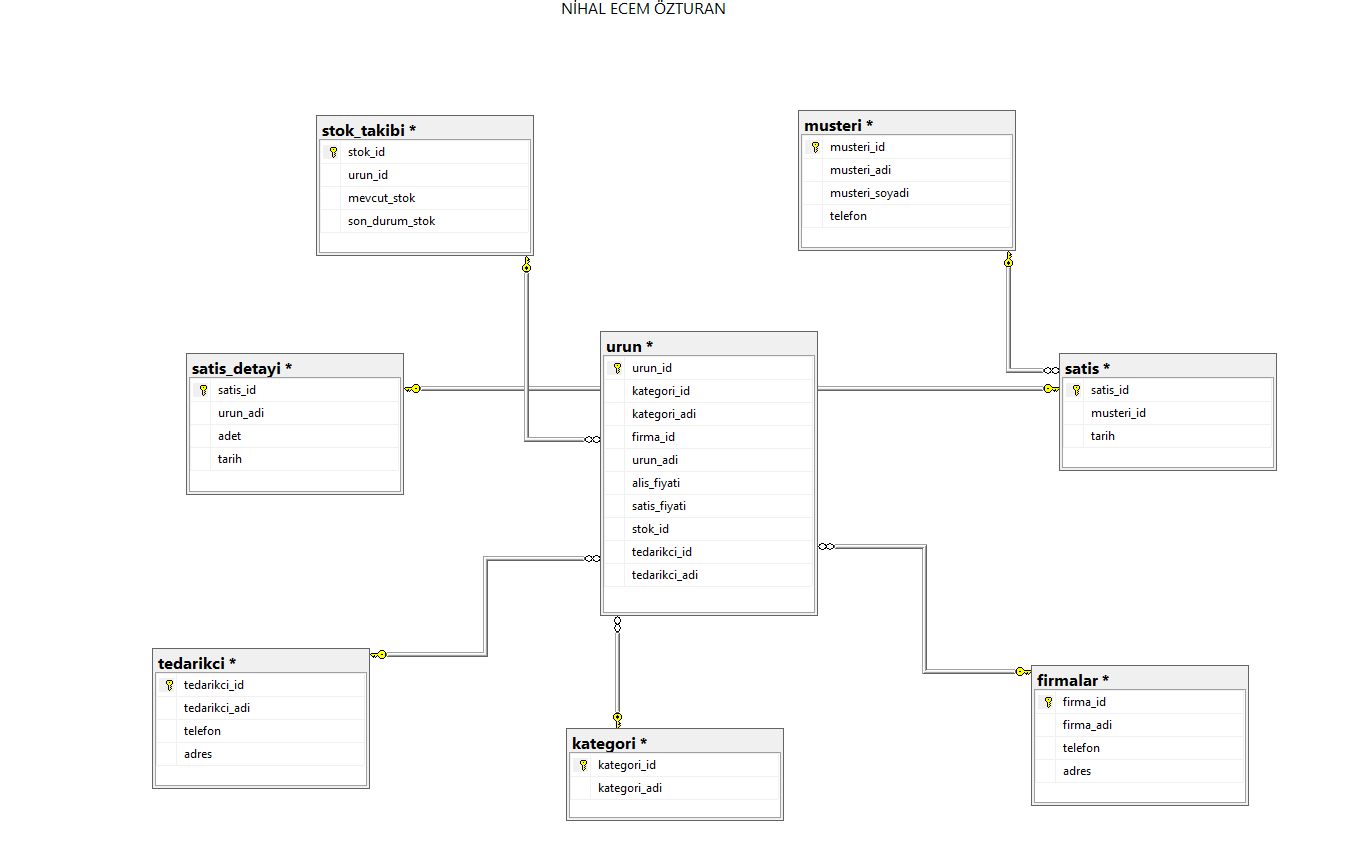 NİHAL ECEM ÖZTURAN
stok_takibi *
stok_id
urun_id
mevcut_stok
son_durum_stok
musteri *
musteri_id
musteri_adi
musteri_soyadi
telefon
satis_detayi *
satis_id
urun_adi
adet
tarih
urun *
urun_id
kategori_id
kategori_adi
firma_id
urun_adi
alis_fiyati
satis_fiyati
stok_id
tedarikci_id
tedarikci_adi
satis *
satis_id
musteri_id
tarih
tedarikci *
tedarikci_id
tedarikci_adi
telefon
adres
kategori *
kategori_id
kategori_adi
firmalar *
firma_id
firma_adi
telefon
adres